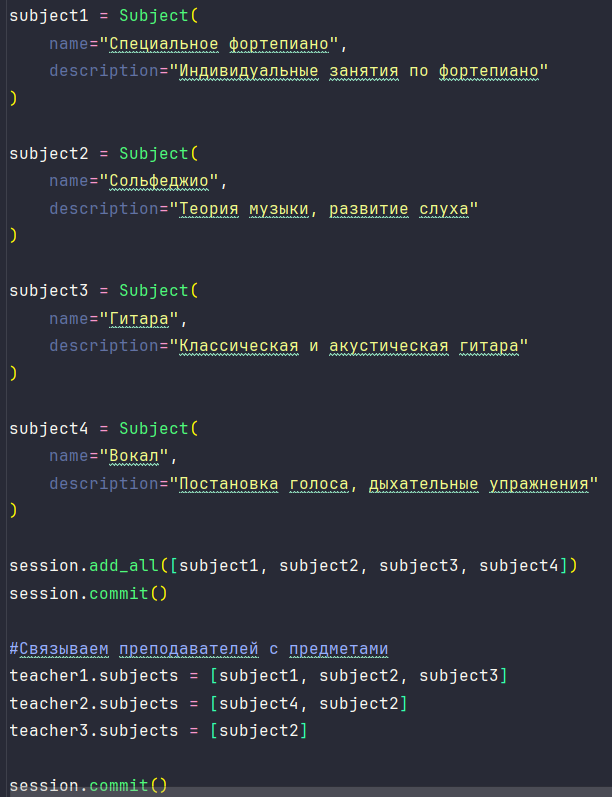 subject1 = Subject(
    name="Специальное фортепиано",
    description="Индивидуальные занятия по фортепиано"
)

subject2 = Subject(
    name="Сольфеджио",
    description="Теория музыки, развитие слуха"
)

subject3 = Subject(
    name="Гитара",
    description="Классическая и акустическая гитара"
)

subject4 = Subject(
    name="Вокал",
    description="Постановка голоса, дыхательные упражнения"
)

session.add_all([subject1, subject2, subject3, subject4])
session.commit()

#Связываем преподавателей с предметами
teacher1.subjects = [subject1, subject2, subject3]
teacher2.subjects = [subject4, subject2]
teacher3.subjects = [subject2]

session.commit()